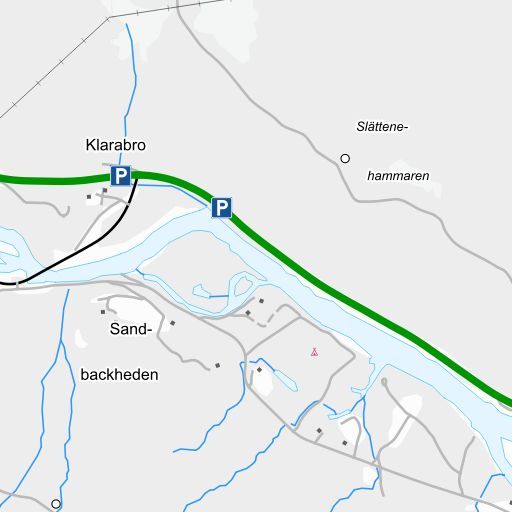 Slättene-
Klarabro
hammaren
P
P
Sand-
backheden